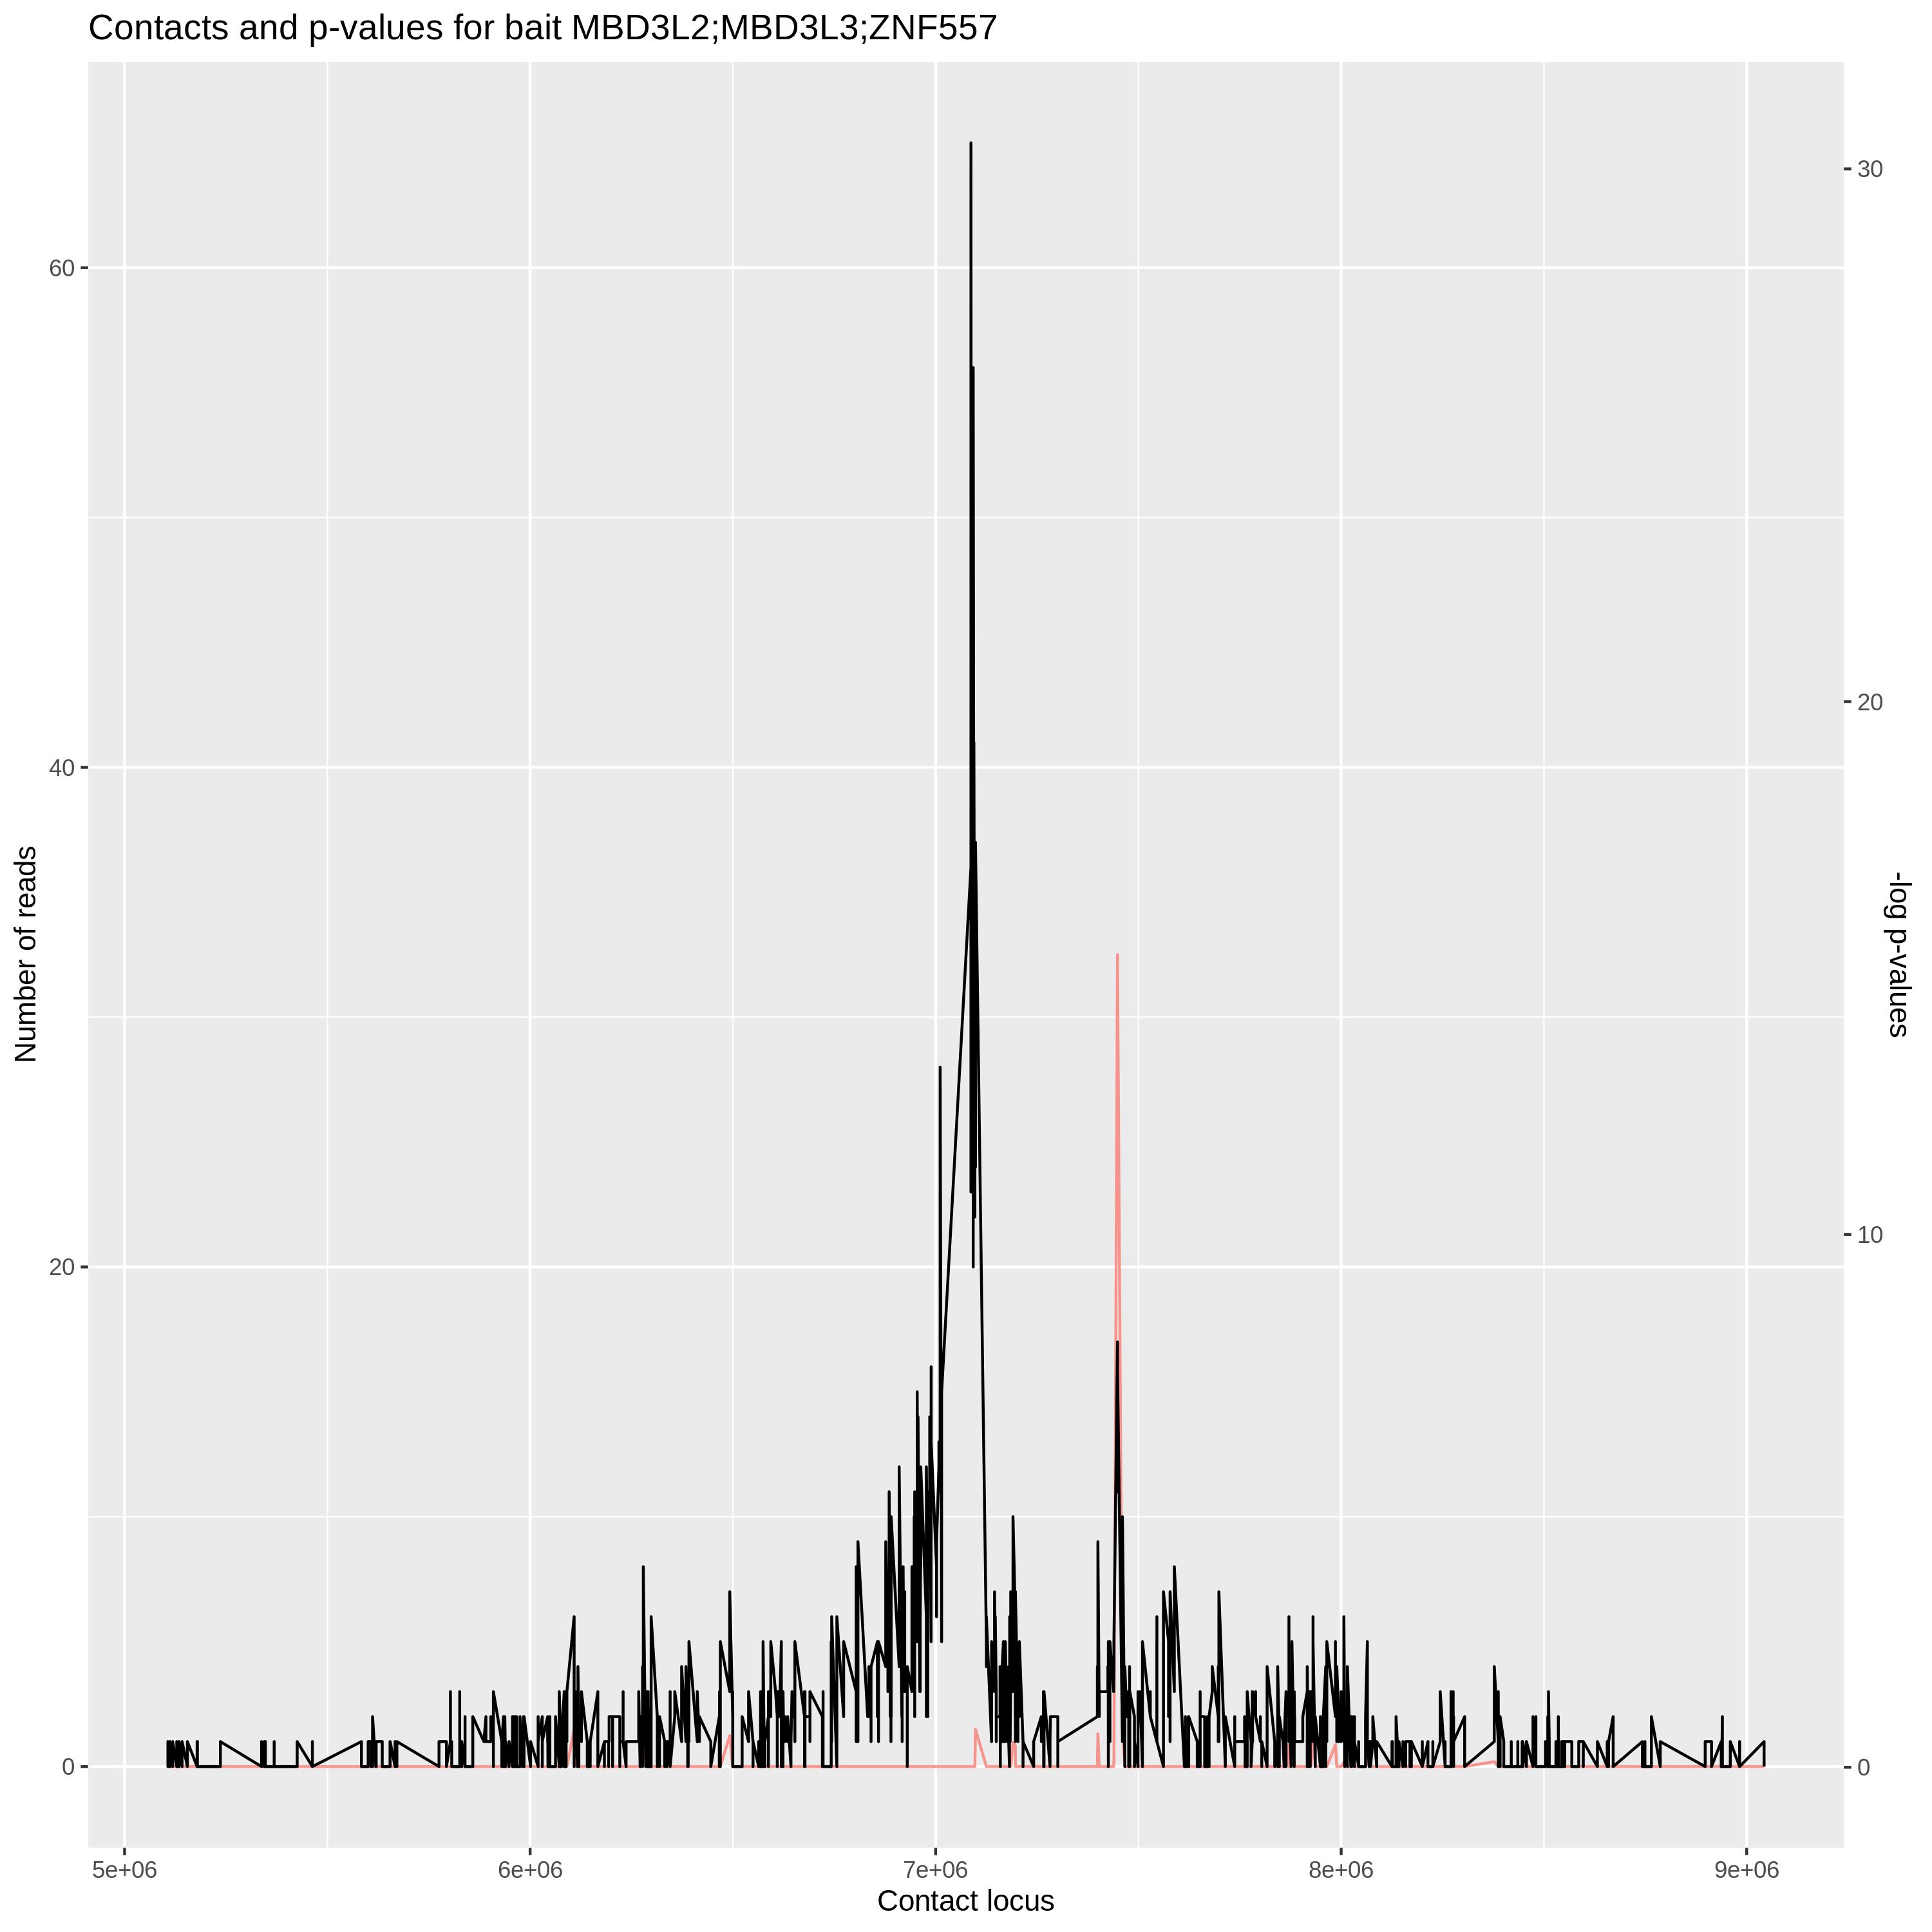 Contacts and p-values for bait MBD3L2;MBD3L3;ZNF557
60
40
20
0
Number of reads
30
20
10
0
-log p-values
5e+06
6e+06
7e+06
8e+06
9e+06
Contact locus